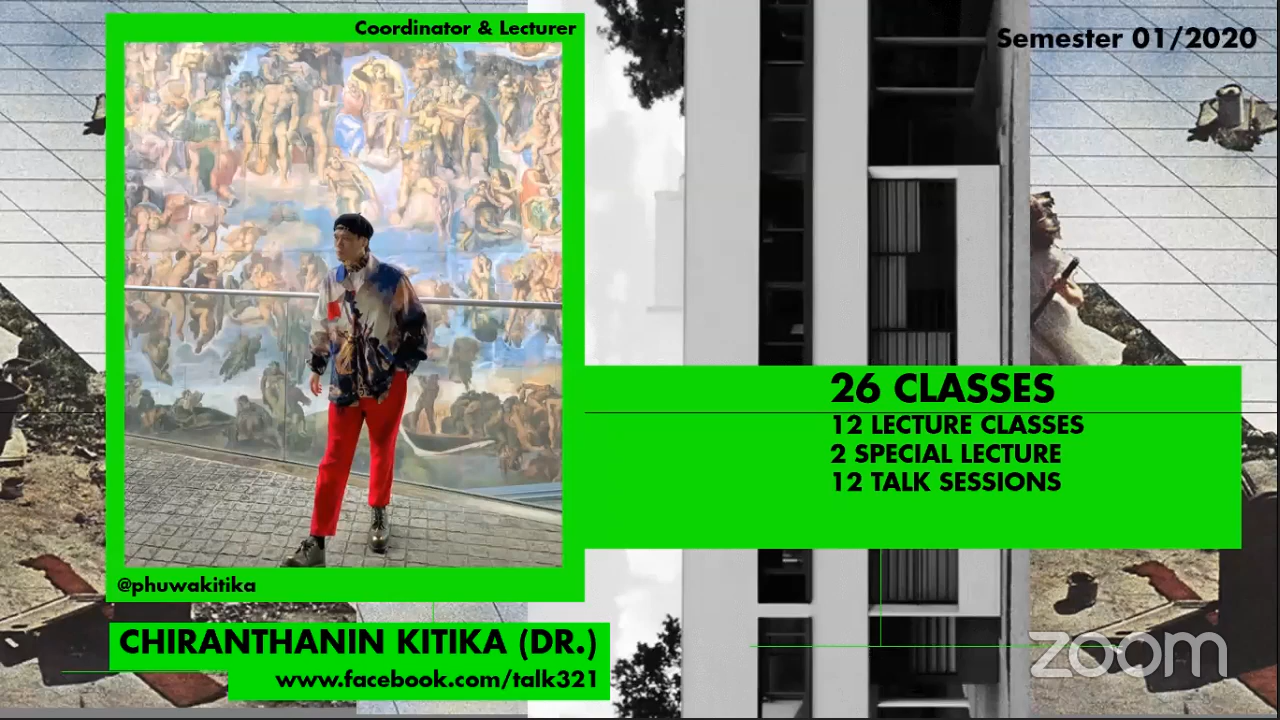 Coordinator & Lecturer
Semester 01/2020
26 CLASSES
12 LECTURE CLASSES
2 SPECIAL LECTURE
12 TALK SESSIONS
@phuwakitika
CHIRANTHANIN KITIKA (DR.)
www.facebook.com/talk321
zoom